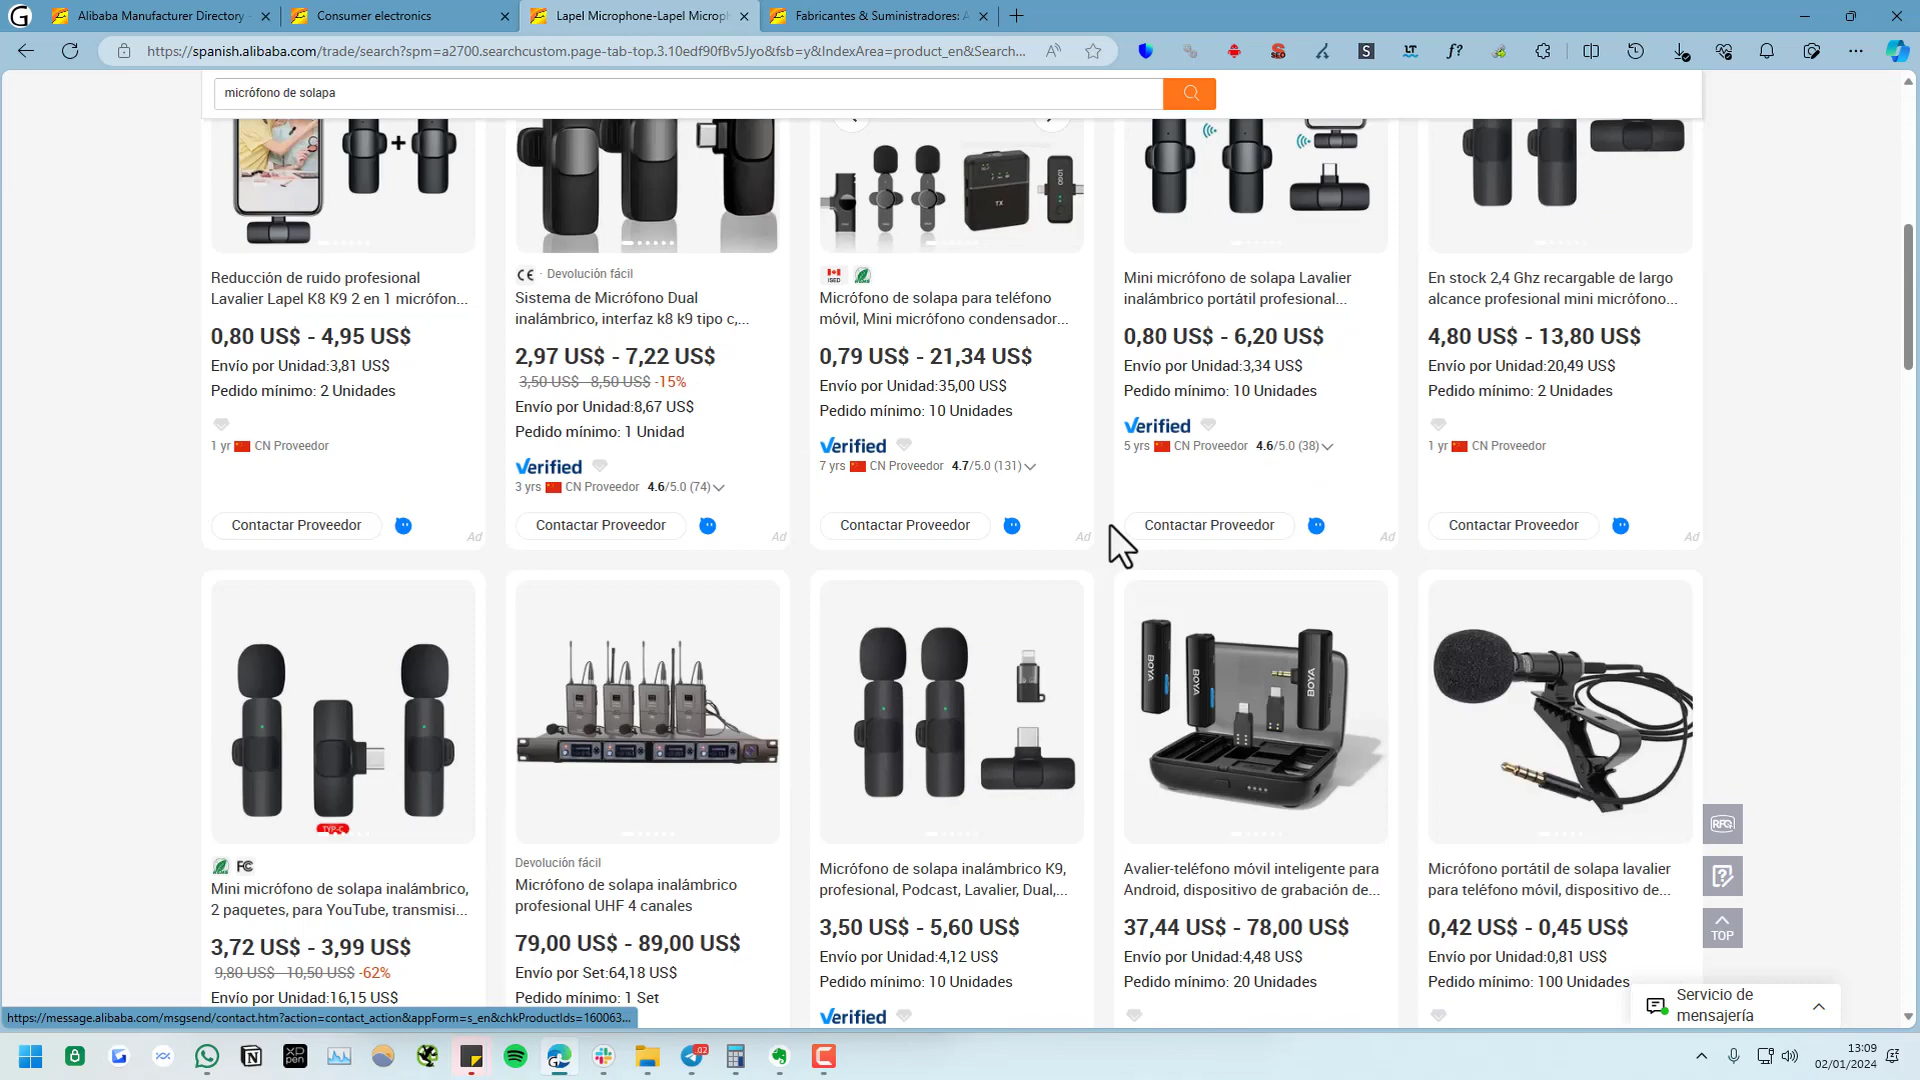 Alibaba Manufacturer Directory
Consumer electronics
Lapel Microphone-Lapel Microph
Fabricantes & Suministradores: A
https://spanish.alibaba.com/trade/search?spm=a2700.searchcustom.page-tab-top.3.10edf90fBv5Jyo&fsb=y&IndexArea=product_en&Search...
micrófono de solapa
TX
LOGO
Reducción de ruido profesional
Lavalier Lapel K8 K9 2 en 1 micrófon...
0,80 US$ - 4,95 US$
Envío por Unidad:3,81 US$
Pedido mínimo: 2 Unidades
1 yr CN Proveedor
Contactar Proveedor
Ad
CE · Devolución fácil
Sistema de Micrófono Dual
inalámbrico, interfaz k8 k9 tipo c,...
2,97 US$ - 7,22 US$
3,50 US$ - 8,50 US$ -15%
Envío por Unidad:8,67 US$
Pedido mínimo: 1 Unidad
Verified
3 yrs CN Proveedor 4.6/5.0 (74)
Contactar Proveedor
Ad
ISED
Micrófono de solapa para teléfono
móvil, Mini micrófono condensador...
0,79 US$ - 21,34 US$
Envío por Unidad:35,00 US$
Pedido mínimo: 10 Unidades
Verified
7 yrs CN Proveedor 4.7/5.0 (131)
Contactar Proveedor
Ad
Mini micrófono de solapa Lavalier
inalámbrico portátil profesional...
0,80 US$ - 6,20 US$
Envío por Unidad:3,34 US$
Pedido mínimo: 10 Unidades
Verified
5 yrs CN Proveedor 4.6/5.0 (38)
Contactar Proveedor
Ad
En stock 2,4 Ghz recargable de largo
alcance profesional mini micrófono...
4,80 US$ - 13,80 US$
Envío por Unidad:20,49 US$
Pedido mínimo: 2 Unidades
1 yr CN Proveedor
Contactar Proveedor
Ad
TYP-C
FC
Mini micrófono de solapa inalámbrico,
2 paquetes, para YouTube, transmisi...
3,72 US$ - 3,99 US$
9,80 US$ - 10,50 US$ -62%
Envío por Unidad:16,15 US$
Devolución fácil
Micrófono de solapa inalámbrico
profesional UHF 4 canales
79,00 US$ - 89,00 US$
Envío por Set:64,18 US$
Pedido mínimo: 1 Set
Micrófono de solapa inalámbrico K9,
profesional, Podcast, Lavalier, Dual,...
3,50 US$ - 5,60 US$
Envío por Unidad:4,12 US$
Pedido mínimo: 10 Unidades
Verified
BOYA
BOYA
BOYA
Avalier-teléfono móvil inteligente para
Android, dispositivo de grabación de...
37,44 US$ - 78,00 US$
Envío por Unidad:4,48 US$
Pedido mínimo: 20 Unidades
Micrófono portátil de solapa lavalier
para teléfono móvil, dispositivo de...
0,42 US$ - 0,45 US$
Envío por Unidad:0,81 US$
Pedido mínimo: 100 Unidades
RFQ
TOP
Servicio de
mensajería
https://message.alibaba.com/msgsend/contact.htm?action=contact_action&appForm=s_en&chkProductIds=160063...
13:09
02/01/2024